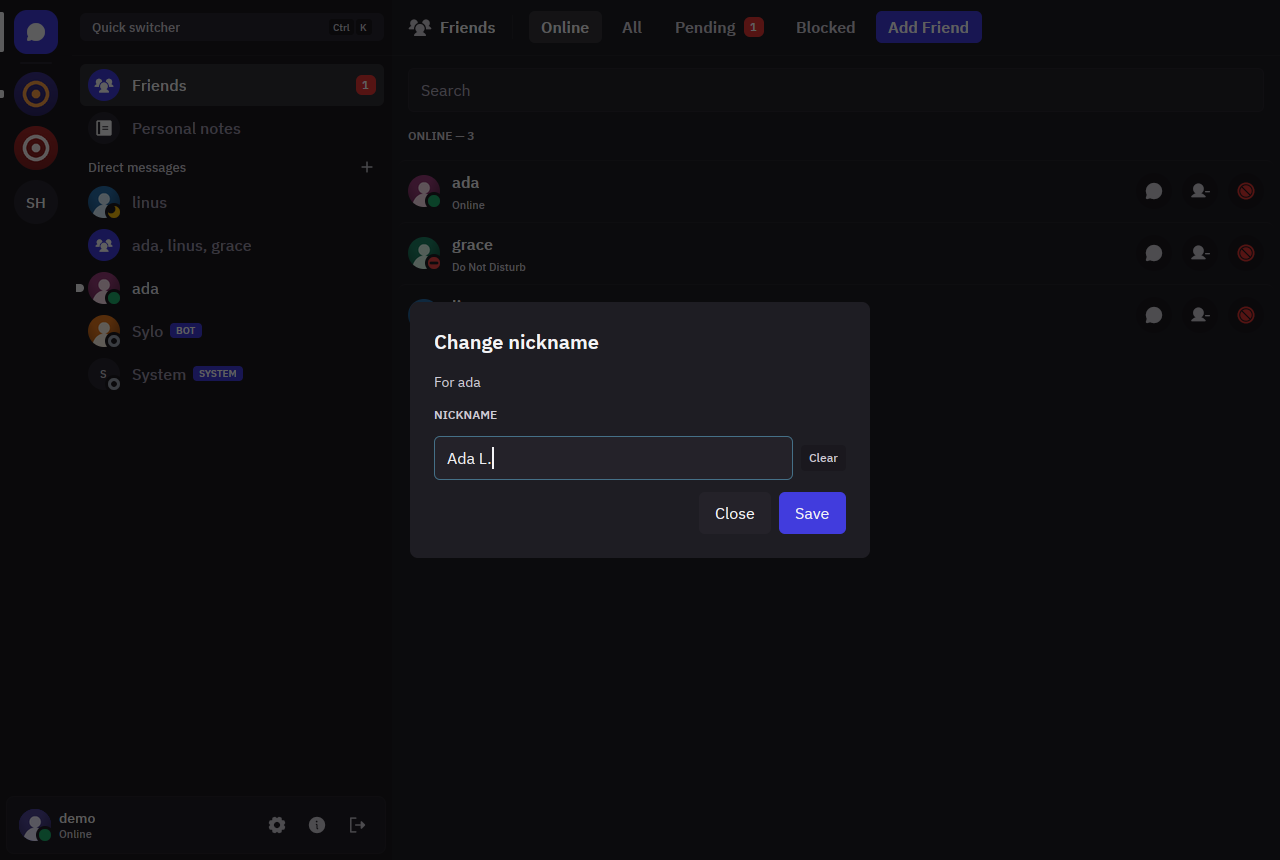 Quick switcher Ctrl K
Friends Online All Pending 1 Blocked Add Friend
Friends 1
Search
Personal notes
ONLINE — 3
Direct messages
ada
Online
linus
SH
grace
Do Not Disturb
ada, linus, grace
ada
Sylo BOT
S System SYSTEM
Change nickname
For ada
NICKNAME
Ada L.
Clear
Close Save
demo
Online